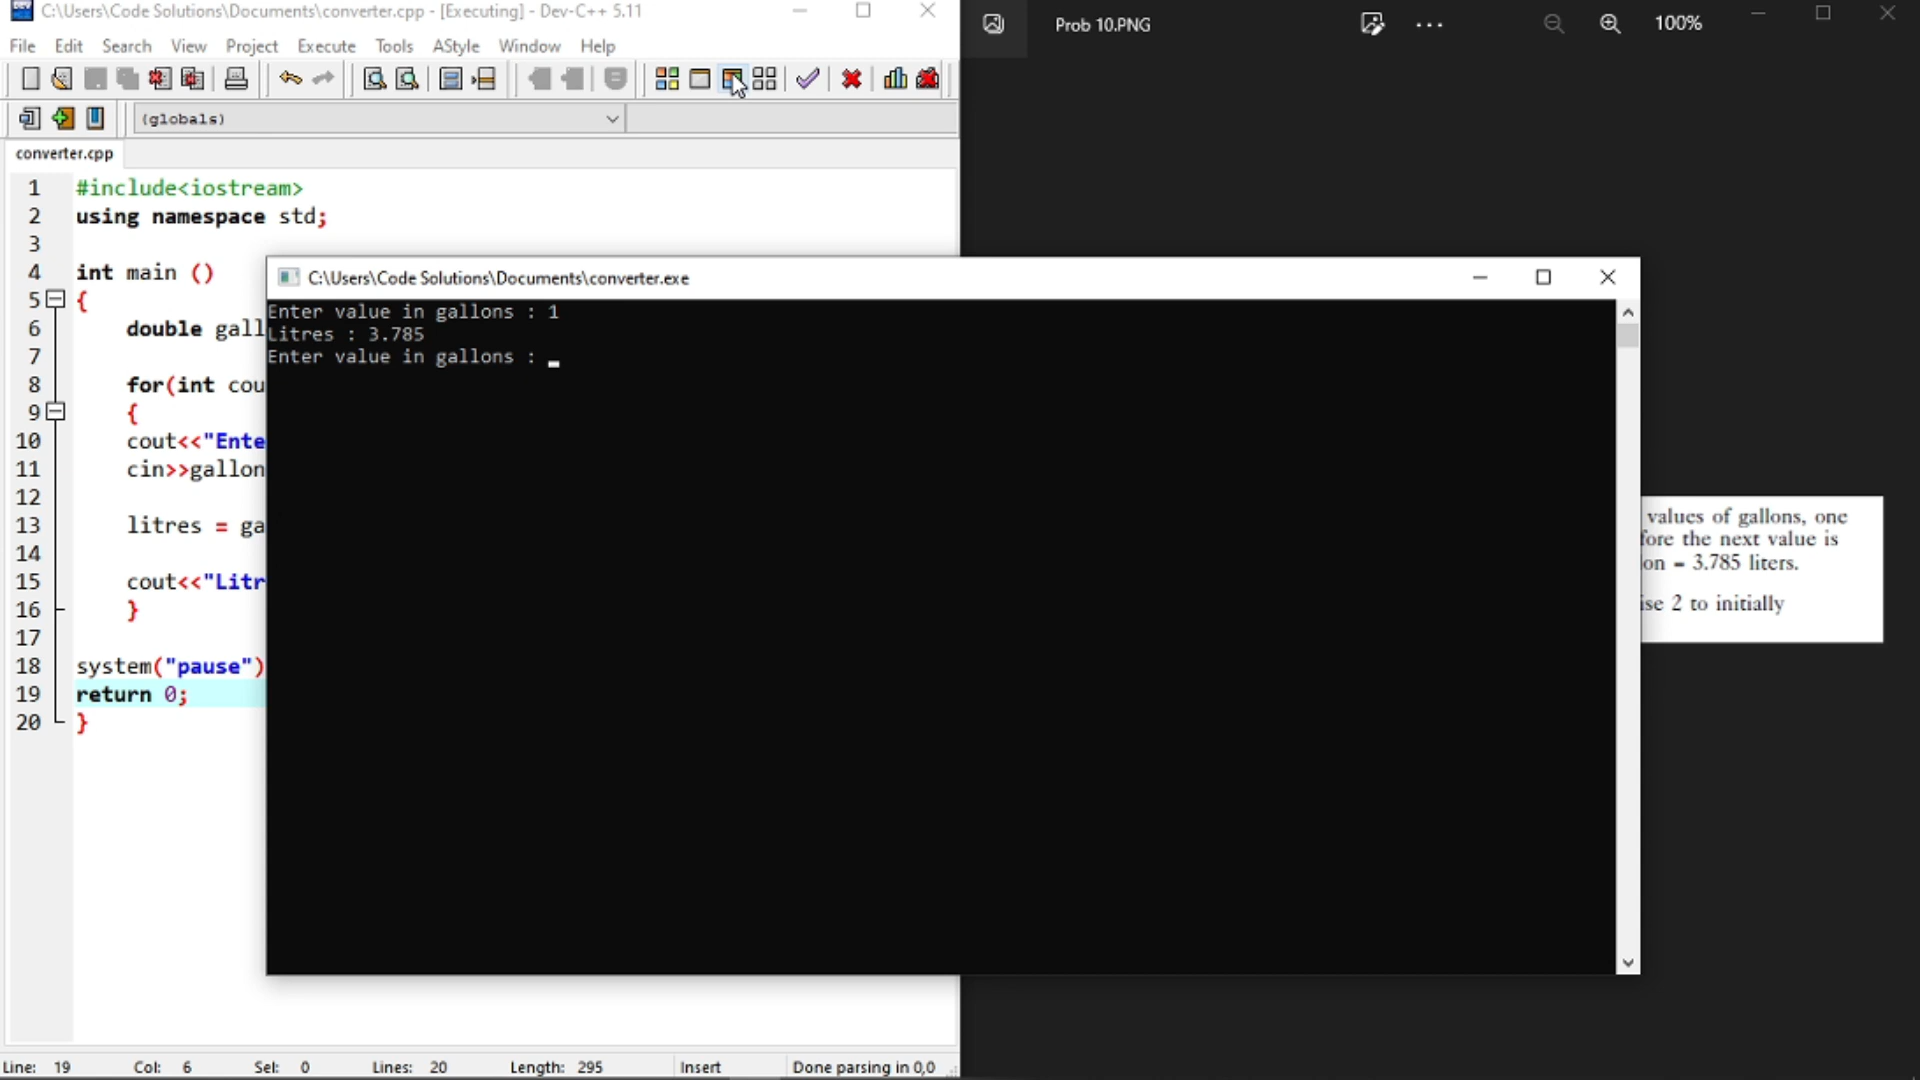 C:\Users\Code Solutions\Documents\converter.cpp - [Executing] - Dev-C++ 5.11
File Edit Search View Project Execute Tools AStyle Window Help
(globals)
converter.cpp
1 #include<iostream>
2 using namespace std;
3
4 int main ()
5 {
6 double gall
7
8 for(int cou
9 {
10 cout<<"Ente
11 cin>>gallon
12
13 litres = ga
14
15 cout<<"Litr
16 }
17
18 system("pause")
19 return 0;
20 }
Line: 19 Col: 6 Sel: 0 Lines: 20 Length: 295 Insert Done parsing in 0,0
Prob 10.PNG
100%
C:\Users\Code Solutions\Documents\converter.exe
Enter value in gallons : 1
Litres : 3.785
Enter value in gallons :
values of gallons, one
fore the next value is
on = 3.785 liters.
ise 2 to initially